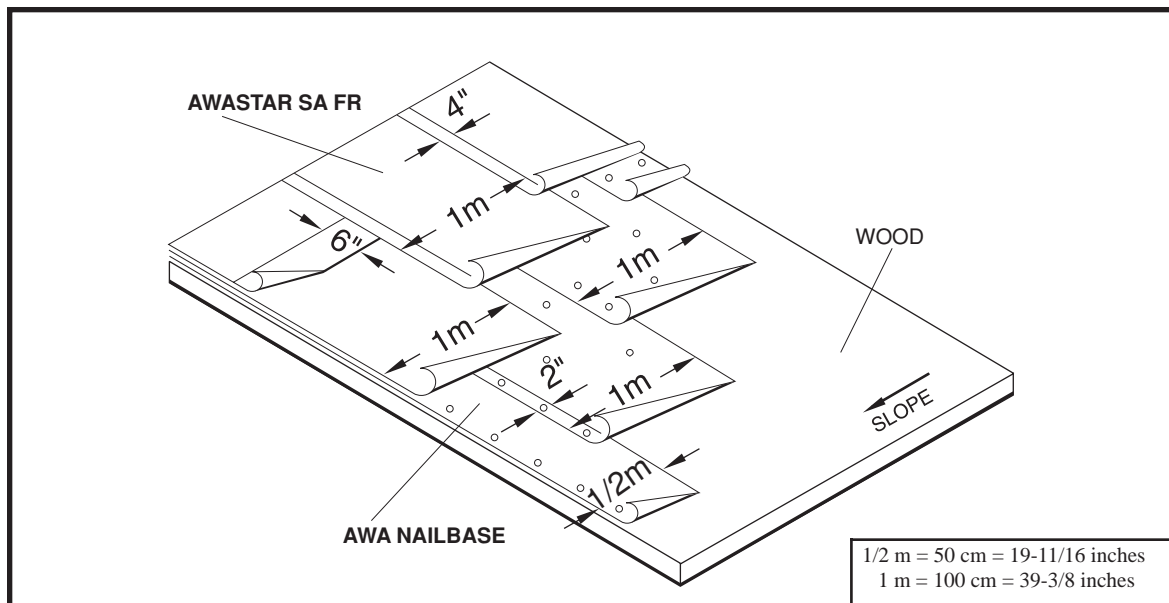 AWASTAR SA FR
4"
1m
6"
1m
WOOD
1m
2"
1m
SLOPE
1/2m
AWA NAILBASE
1/2 m = 50 cm = 19-11/16 inches
1 m = 100 cm = 39-3/8 inches